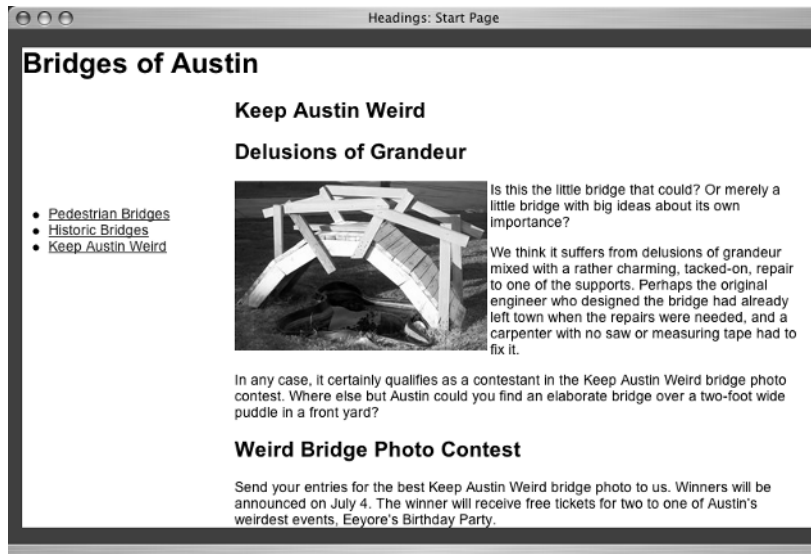 Headings: Start Page
Bridges of Austin
Pedestrian Bridges
Historic Bridges
Keep Austin Weird
Keep Austin Weird
Delusions of Grandeur
Is this the little bridge that could? Or merely a
little bridge with big ideas about its own
importance?
We think it suffers from delusions of grandeur
mixed with a rather charming, tacked-on, repair
to one of the supports. Perhaps the original
engineer who designed the bridge had already
left town when the repairs were needed, and a
carpenter with no saw or measuring tape had to
fix it.
In any case, it certainly qualifies as a contestant in the Keep Austin Weird bridge photo
contest. Where else but Austin could you find an elaborate bridge over a two-foot wide
puddle in a front yard?
Weird Bridge Photo Contest
Send your entries for the best Keep Austin Weird bridge photo to us. Winners will be
announced on July 4. The winner will receive free tickets for two to one of Austin's
weirdest events, Eeyore's Birthday Party.